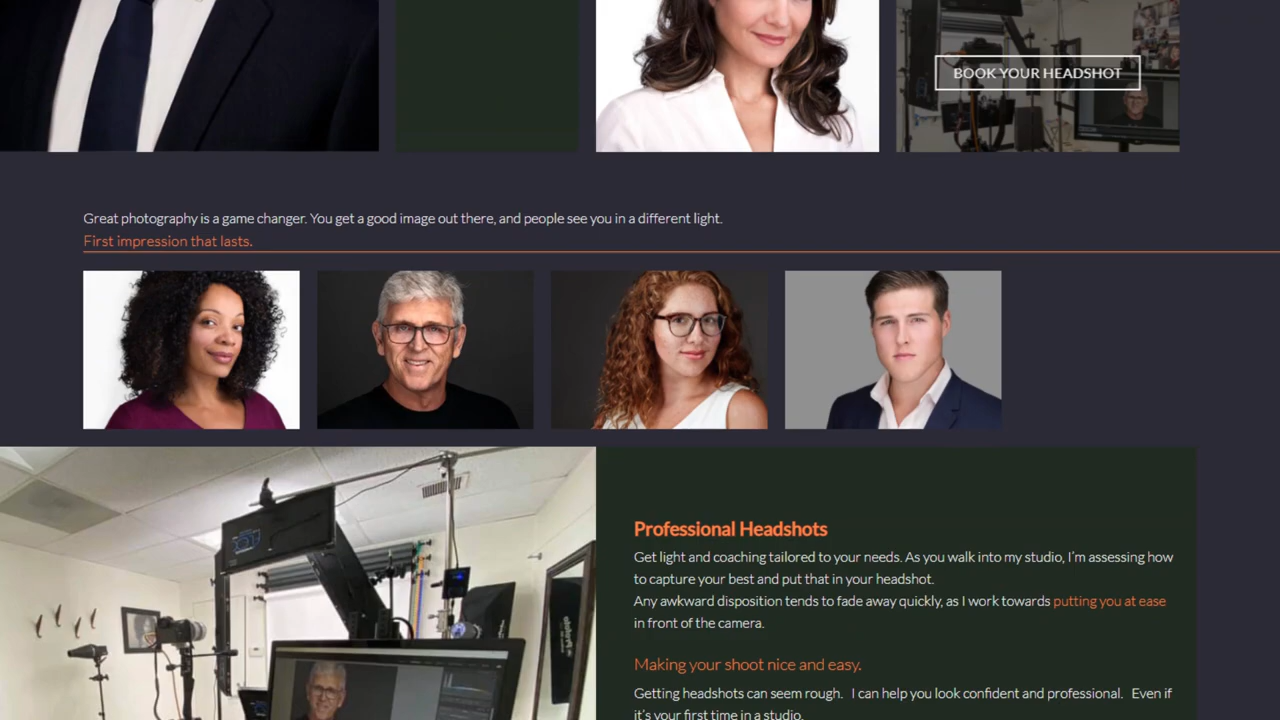 BOOK YOUR HEADSHOT
Great photography is a game changer. You get a good image out there, and people see you in a different light.
First impression that lasts.
Professional Headshots
Get light and coaching tailored to your needs. As you walk into my studio, I'm assessing how
to capture your best and put that in your headshot.
Any awkward disposition tends to fade away quickly, as I work towards putting you at ease
in front of the camera.
Making your shoot nice and easy.
Getting headshots can seem rough. I can help you look confident and professional. Even if
it's your first time in a studio.